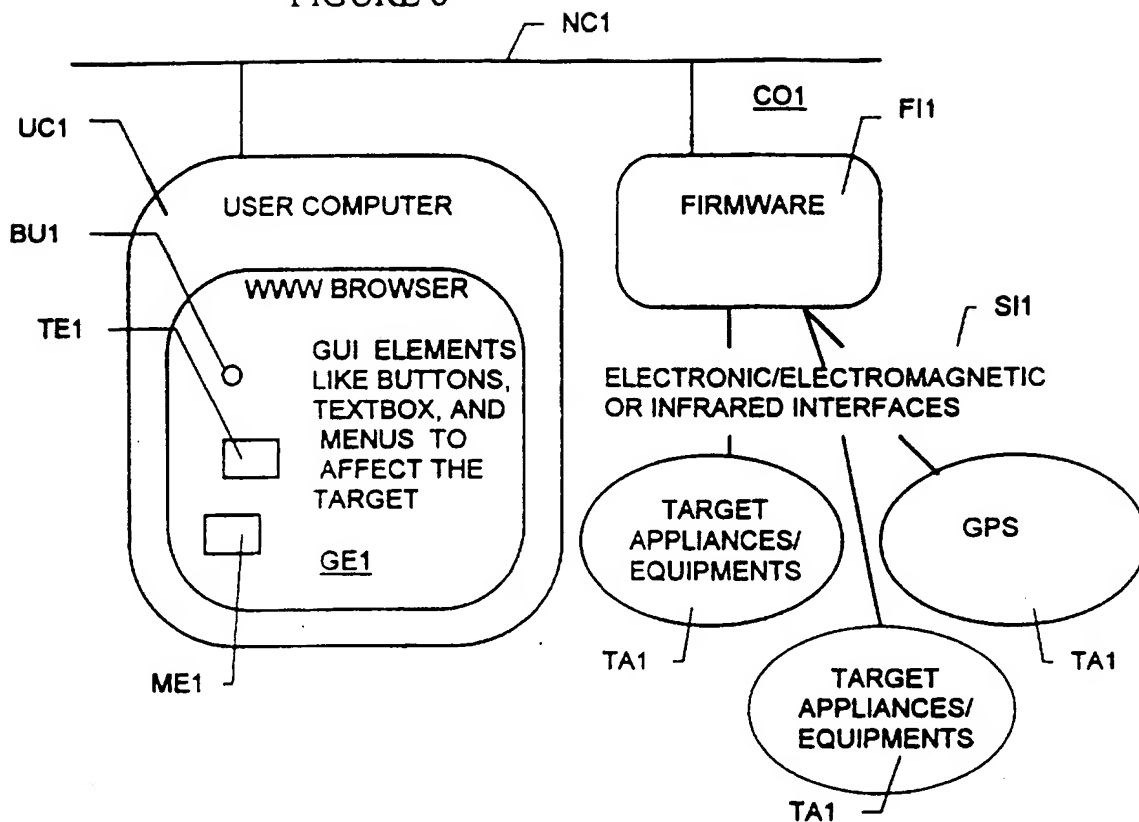 NC1
CO1
FI1
UC1
USER COMPUTER
FIRMWARE
BU1
WWW BROWSER
TE1
SI1
GUI ELEMENTS
LIKE BUTTONS,
TEXTBOX, AND
MENUS TO
AFFECT THE
TARGET
ELECTRONIC/ELECTROMAGNETIC
OR INFRARED INTERFACES
GE1
ME1
TARGET
APPLIANCES/
EQUIPMENTS
GPS
TA1
TA1
TARGET
APPLIANCES/
EQUIPMENTS
TA1